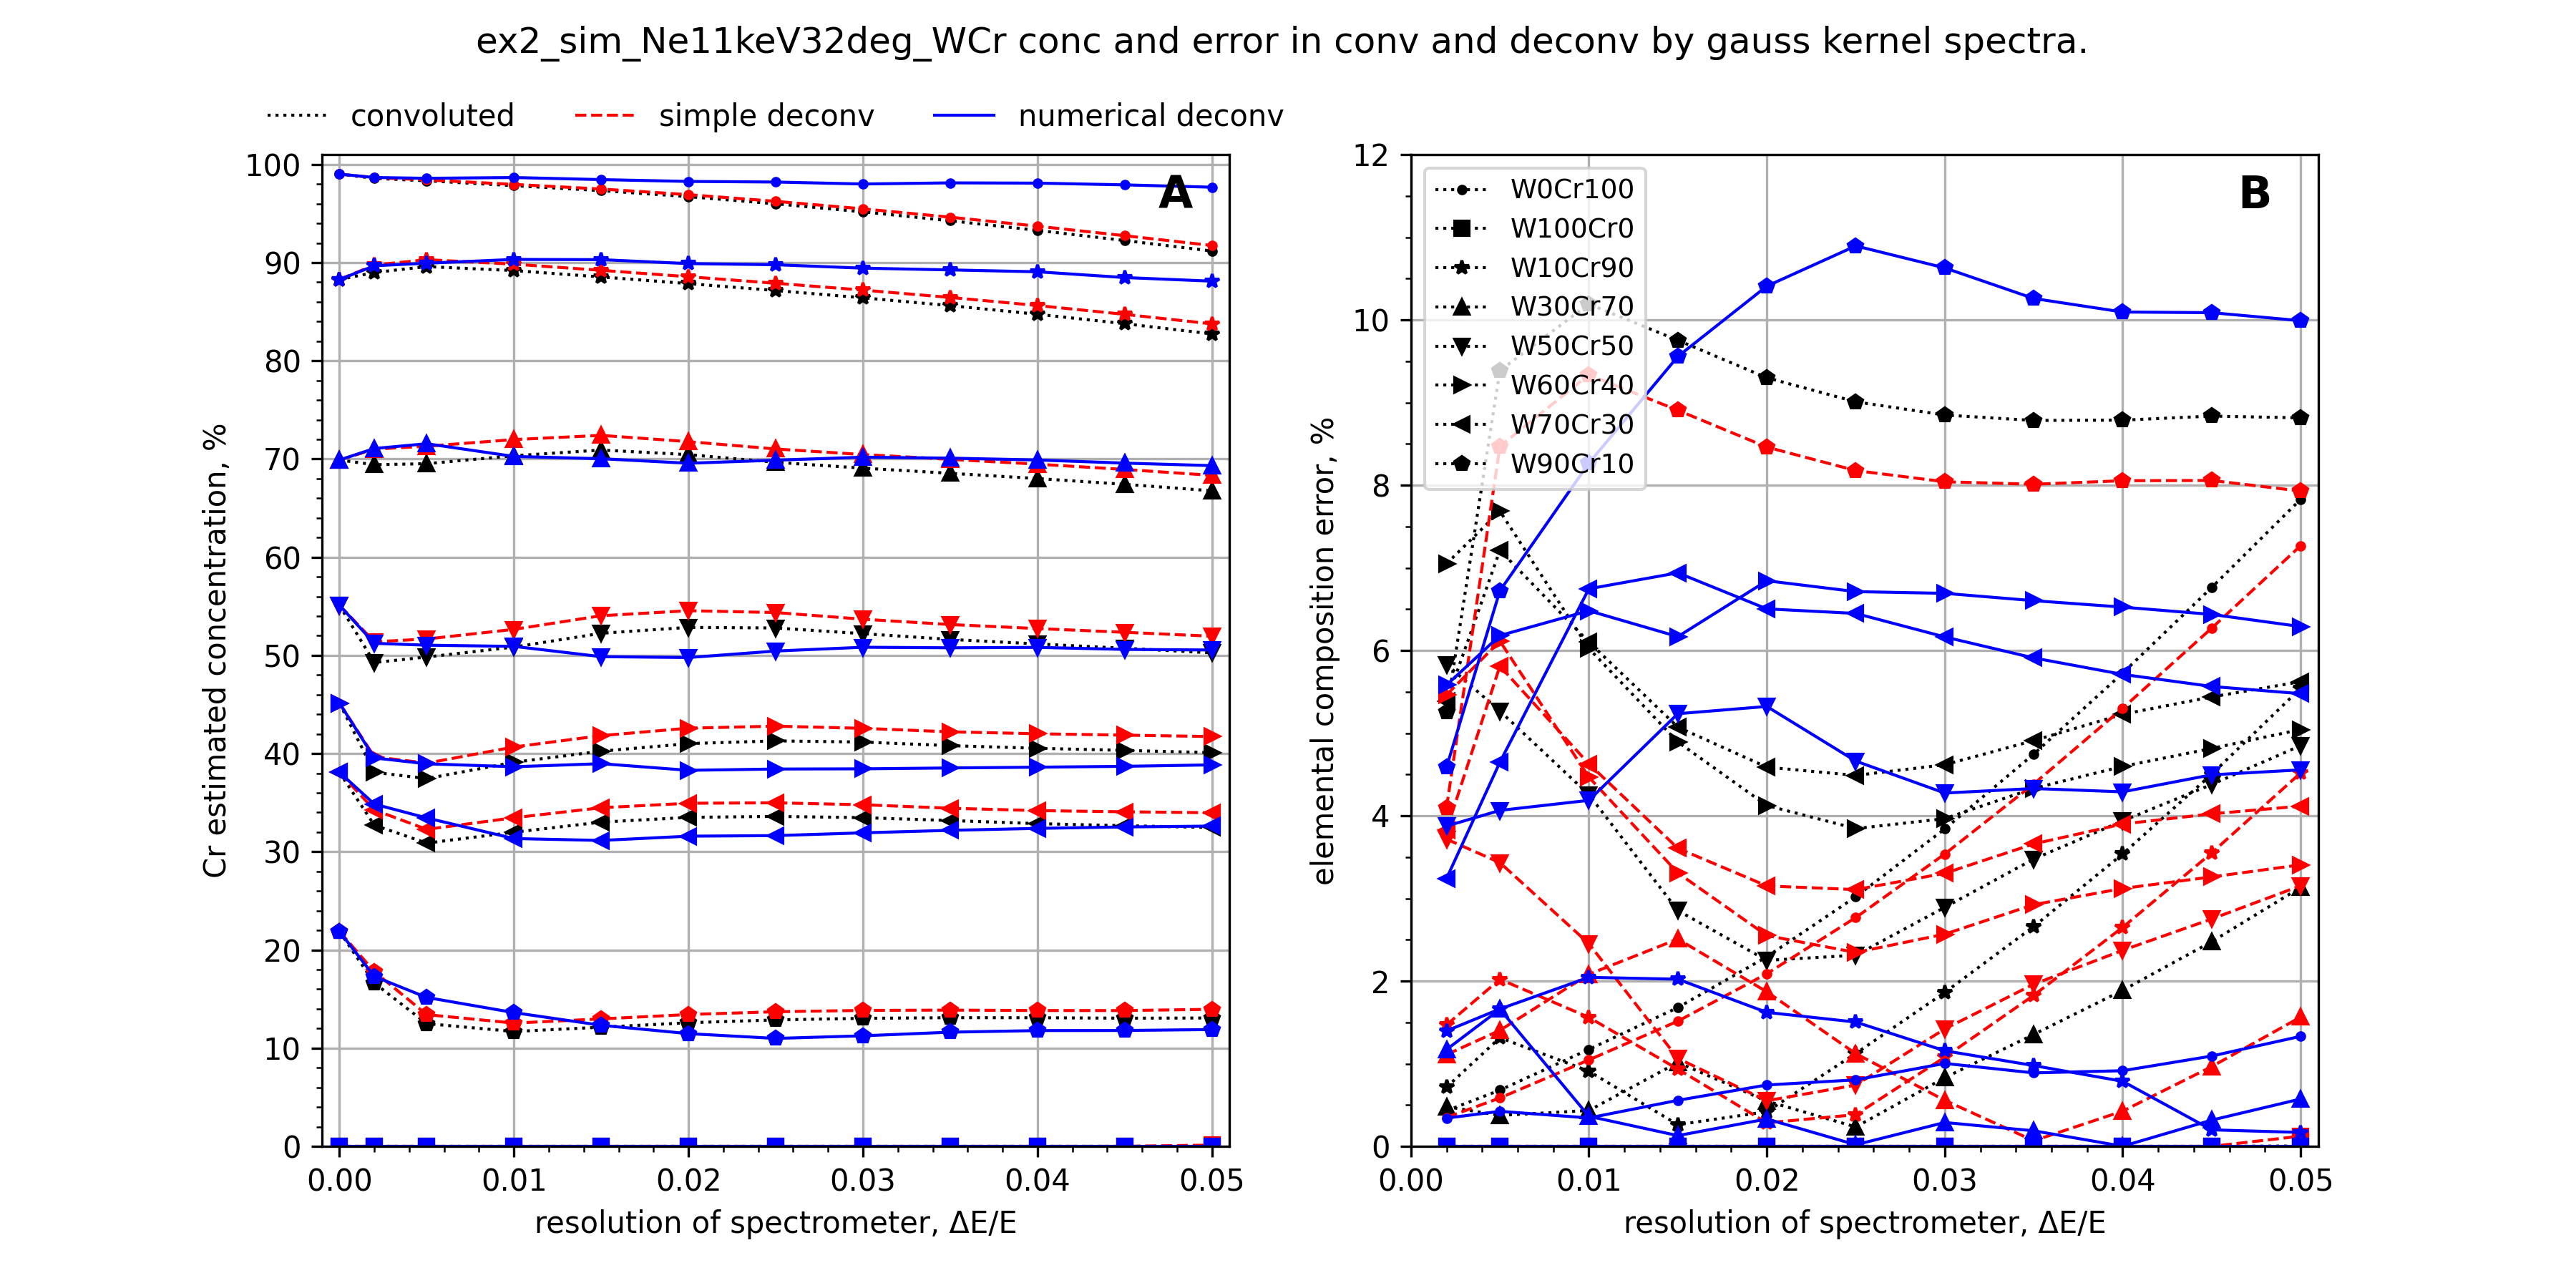 ex2_sim_Ne11keV32deg_WCr conc and error in conv and deconv by gauss kernel spectra.
convoluted simple deconv numerical deconv
A
100
90
80
70
60
50
40
30
20
10
0
Cr estimated concentration, %
0.00 0.01 0.02 0.03 0.04 0.05
resolution of spectrometer, ΔE/E
B
W0Cr100
W100Cr0
W10Cr90
W30Cr70
W50Cr50
W60Cr40
W70Cr30
W90Cr10
12
10
8
6
4
2
0
elemental composition error, %
0.00 0.01 0.02 0.03 0.04 0.05
resolution of spectrometer, ΔE/E